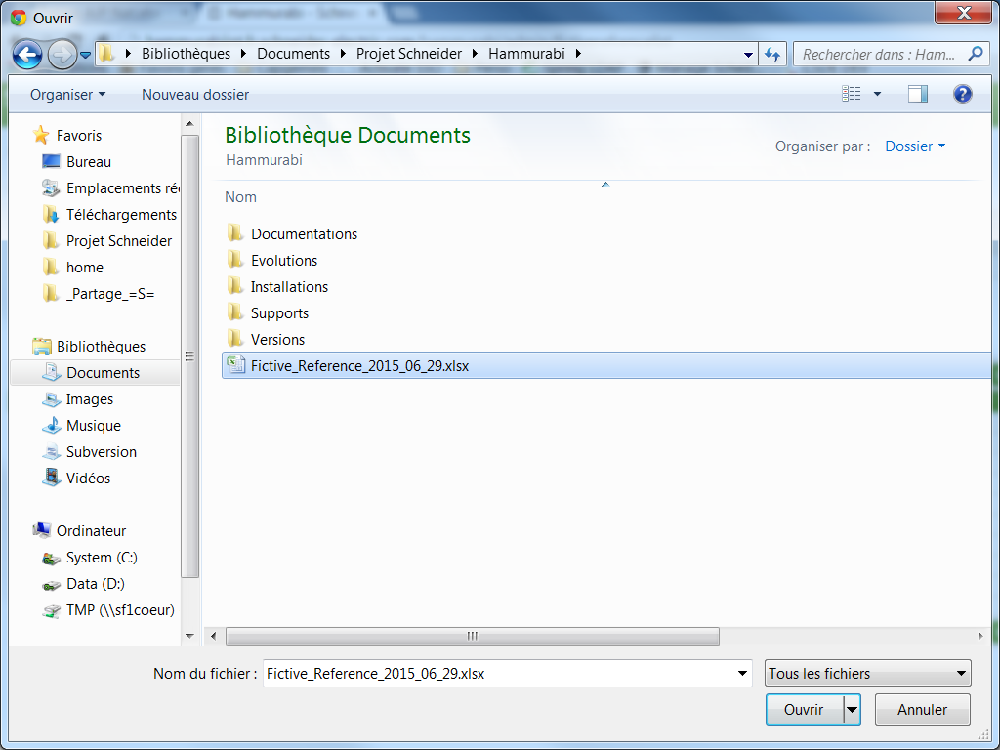 Ouvrir
Bibliothèques Documents Projet Schneider Hammurabi
Rechercher dans : Ham...
Organiser Nouveau dossier
Favoris
Bureau
Emplacements
Téléchargements
Projet Schneider
home
_Partage_=S=
Bibliothèques
Documents
Images
Musique
Subversion
Vidéos
Ordinateur
System (C:)
Data (D:)
TMP (\\sf1coeur)
Bibliothèque Documents
Hammurabi
Organiser par : Dossier
Nom
Documentations
Evolutions
Installations
Supports
Versions
Fictive_Reference_2015_06_29.xlsx
Nom du fichier : Fictive_Reference_2015_06_29.xlsx
Tous les fichiers
Ouvrir Annuler